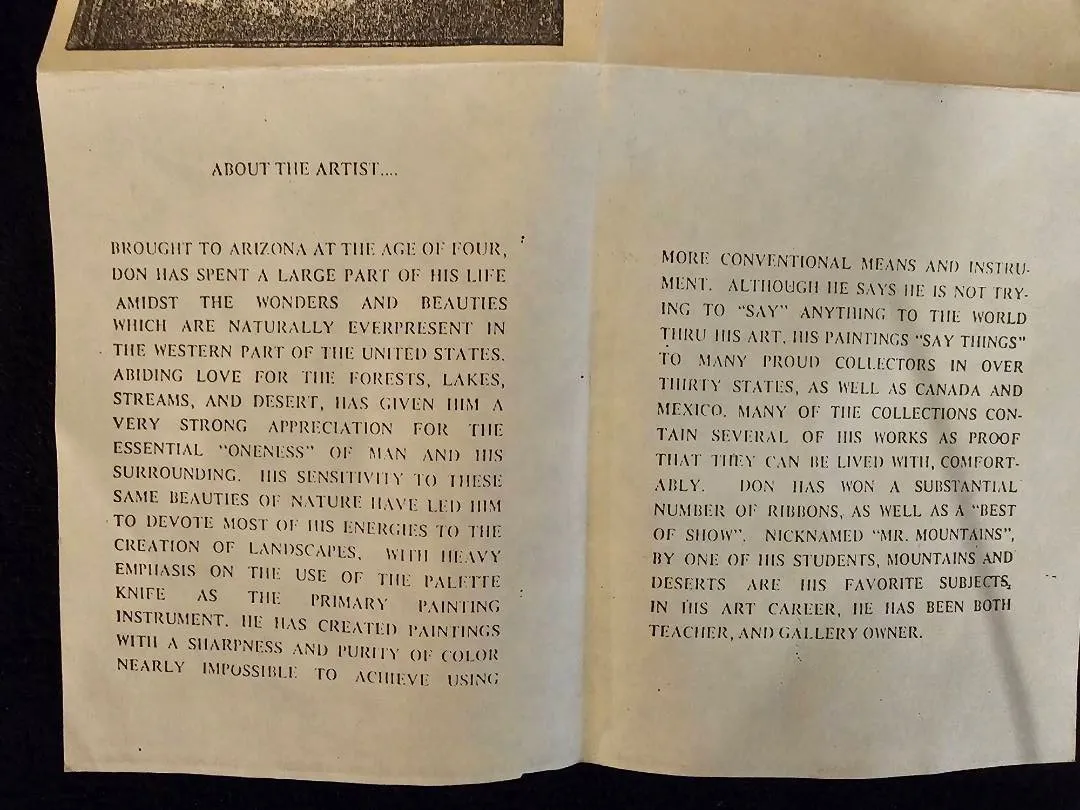 ABOUT THE ARTIST....
BROUGHT TO ARIZONA AT THE AGE OF FOUR,
DON HAS SPENT A LARGE PART OF HIS LIFE
AMIDST THE WONDERS AND BEAUTIES
WHICH ARE NATURALLY EVERPRESENT IN
THE WESTERN PART OF THE UNITED STATES.
ABIDING LOVE FOR THE FORESTS, LAKES,
STREAMS, AND DESERT, HAS GIVEN HIM A
VERY STRONG APPRECIATION FOR THE
ESSENTIAL "ONENESS" OF MAN AND HIS
SURROUNDING. HIS SENSITIVITY TO THESE
SAME BEAUTIES OF NATURE HAVE LED HIM
TO DEVOTE MOST OF HIS ENERGIES TO THE
CREATION OF LANDSCAPES, WITH HEAVY
EMPHASIS ON THE USE OF THE PALETTE
KNIFE AS THE PRIMARY PAINTING
INSTRUMENT. HE HAS CREATED PAINTINGS
WITH A SHARPNESS AND PURITY OF COLOR
NEARLY IMPOSSIBLE TO ACHIEVE USING
MORE CONVENTIONAL MEANS AND INSTRU-
MENT. ALTHOUGH HE SAYS HE IS NOT TRY-
ING TO "SAY" ANYTHING TO THE WORLD
THRU HIS ART, HIS PAINTINGS "SAY THINGS"
TO MANY PROUD COLLECTORS IN OVER
THIRTY STATES, AS WELL AS CANADA AND
MEXICO. MANY OF THE COLLECTIONS CON-
TAIN SEVERAL OF HIS WORKS AS PROOF
THAT THEY CAN BE LIVED WITH, COMFORT-
ABLY. DON HAS WON A SUBSTANTIAL
NUMBER OF RIBBONS, AS WELL AS A "BEST
OF SHOW". NICKNAMED "MR. MOUNTAINS",
BY ONE OF HIS STUDENTS, MOUNTAINS AND
DESERTS ARE HIS FAVORITE SUBJECTS.
IN HIS ART CAREER, HE HAS BEEN BOTH
TEACHER, AND GALLERY OWNER.